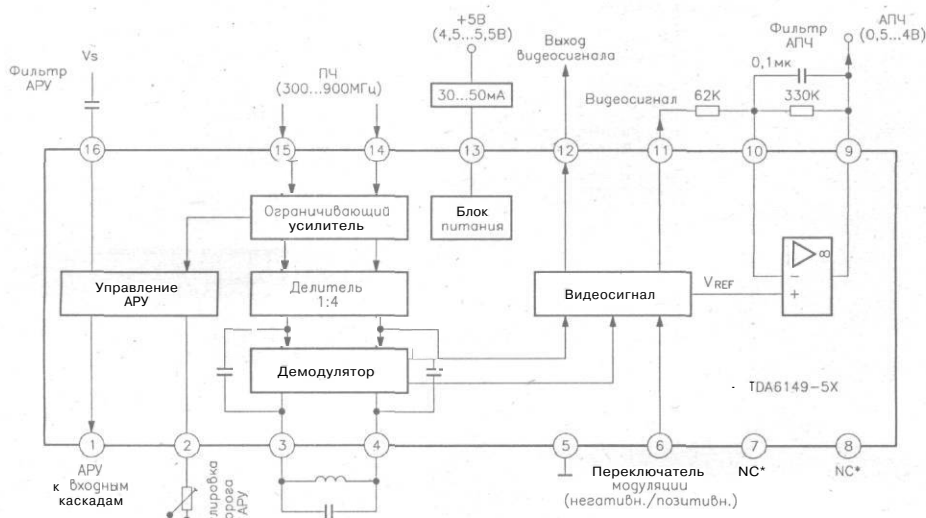 Фильтр
АРУ
Vs
ПЧ
(300...900МГц)
+5В
(4,5...5,5В)
30...50мА
Выход
видеосигнала
Видеосигнал
62К
Фильтр
АПЧ
0,1мк
330К
АПЧ
(0,5...4В)
16
15
14
13
12
11
10
9
Ограничивающий
усилитель
Блок
питания
Управление
АРУ
Делитель
1:4
Видеосигнал
VREF
∞
−
+
Демодулятор
TDA6149-5X
1
2
3
4
5
6
7
8
АРУ
к входным
каскадам
АРУ
Переключатель
модуляции
(негативн./позитивн.)
NC*
NC*